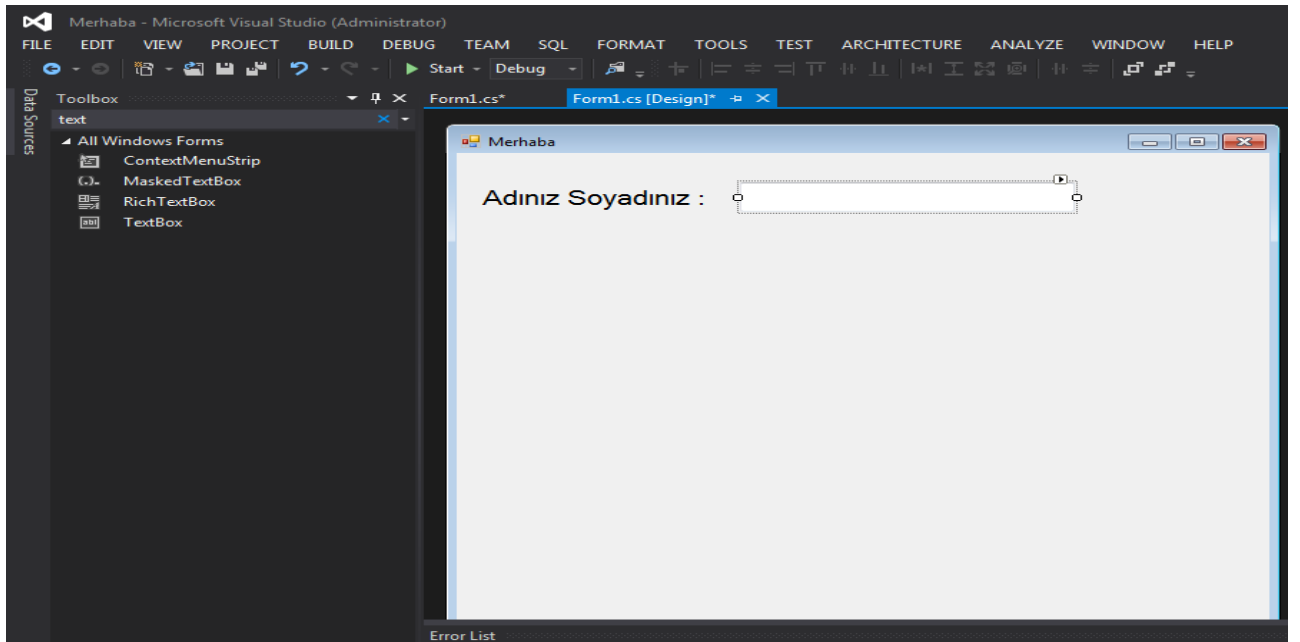 Merhaba - Microsoft Visual Studio (Administrator)
FILE EDIT VIEW PROJECT BUILD DEBUG TEAM SQL FORMAT TOOLS TEST ARCHITECTURE ANALYZE WINDOW HELP
Start Debug
Data Sources
Toolbox
Form1.cs* Form1.cs [Design]*
text
All Windows Forms
ContextMenuStrip
MaskedTextBox
RichTextBox
TextBox
Merhaba
Adınız Soyadınız :
Error List